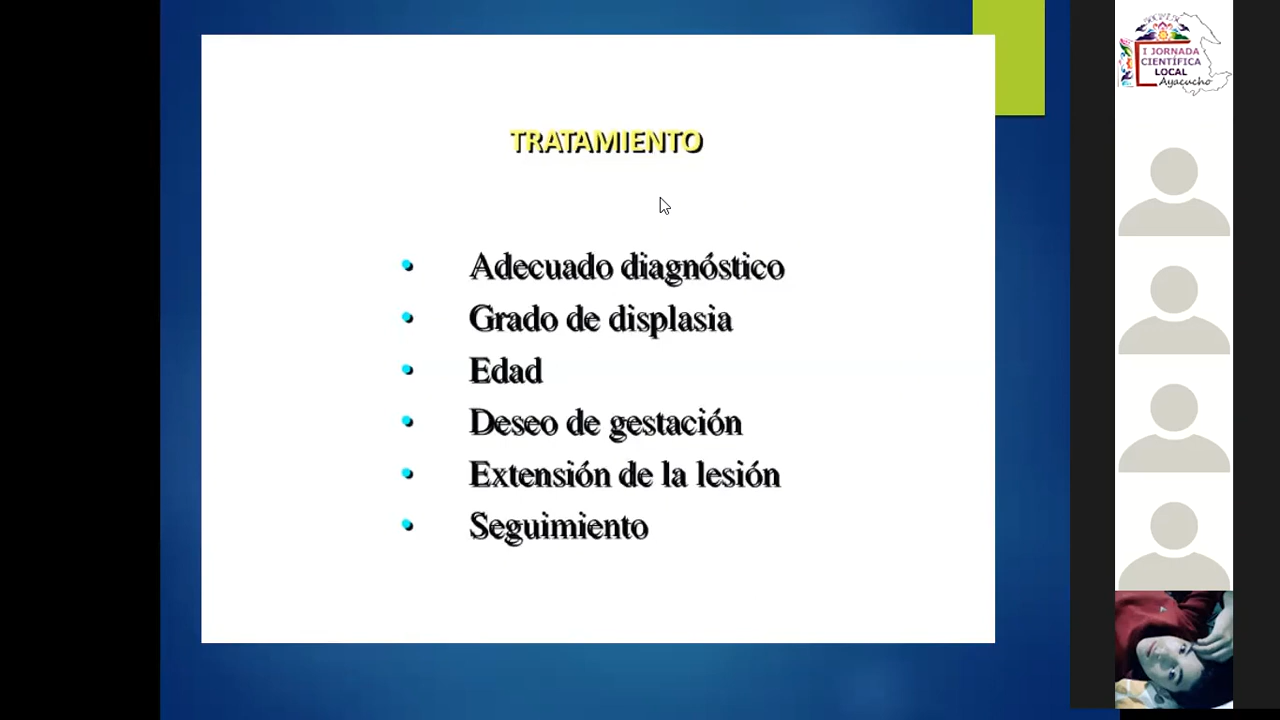 TRATAMIENTO
• Adecuado diagnóstico
• Grado de displasia
• Edad
• Deseo de gestación
• Extensión de la lesión
• Seguimiento
I JORNADA
CIENTÍFICA
LOCAL
Ayacucho